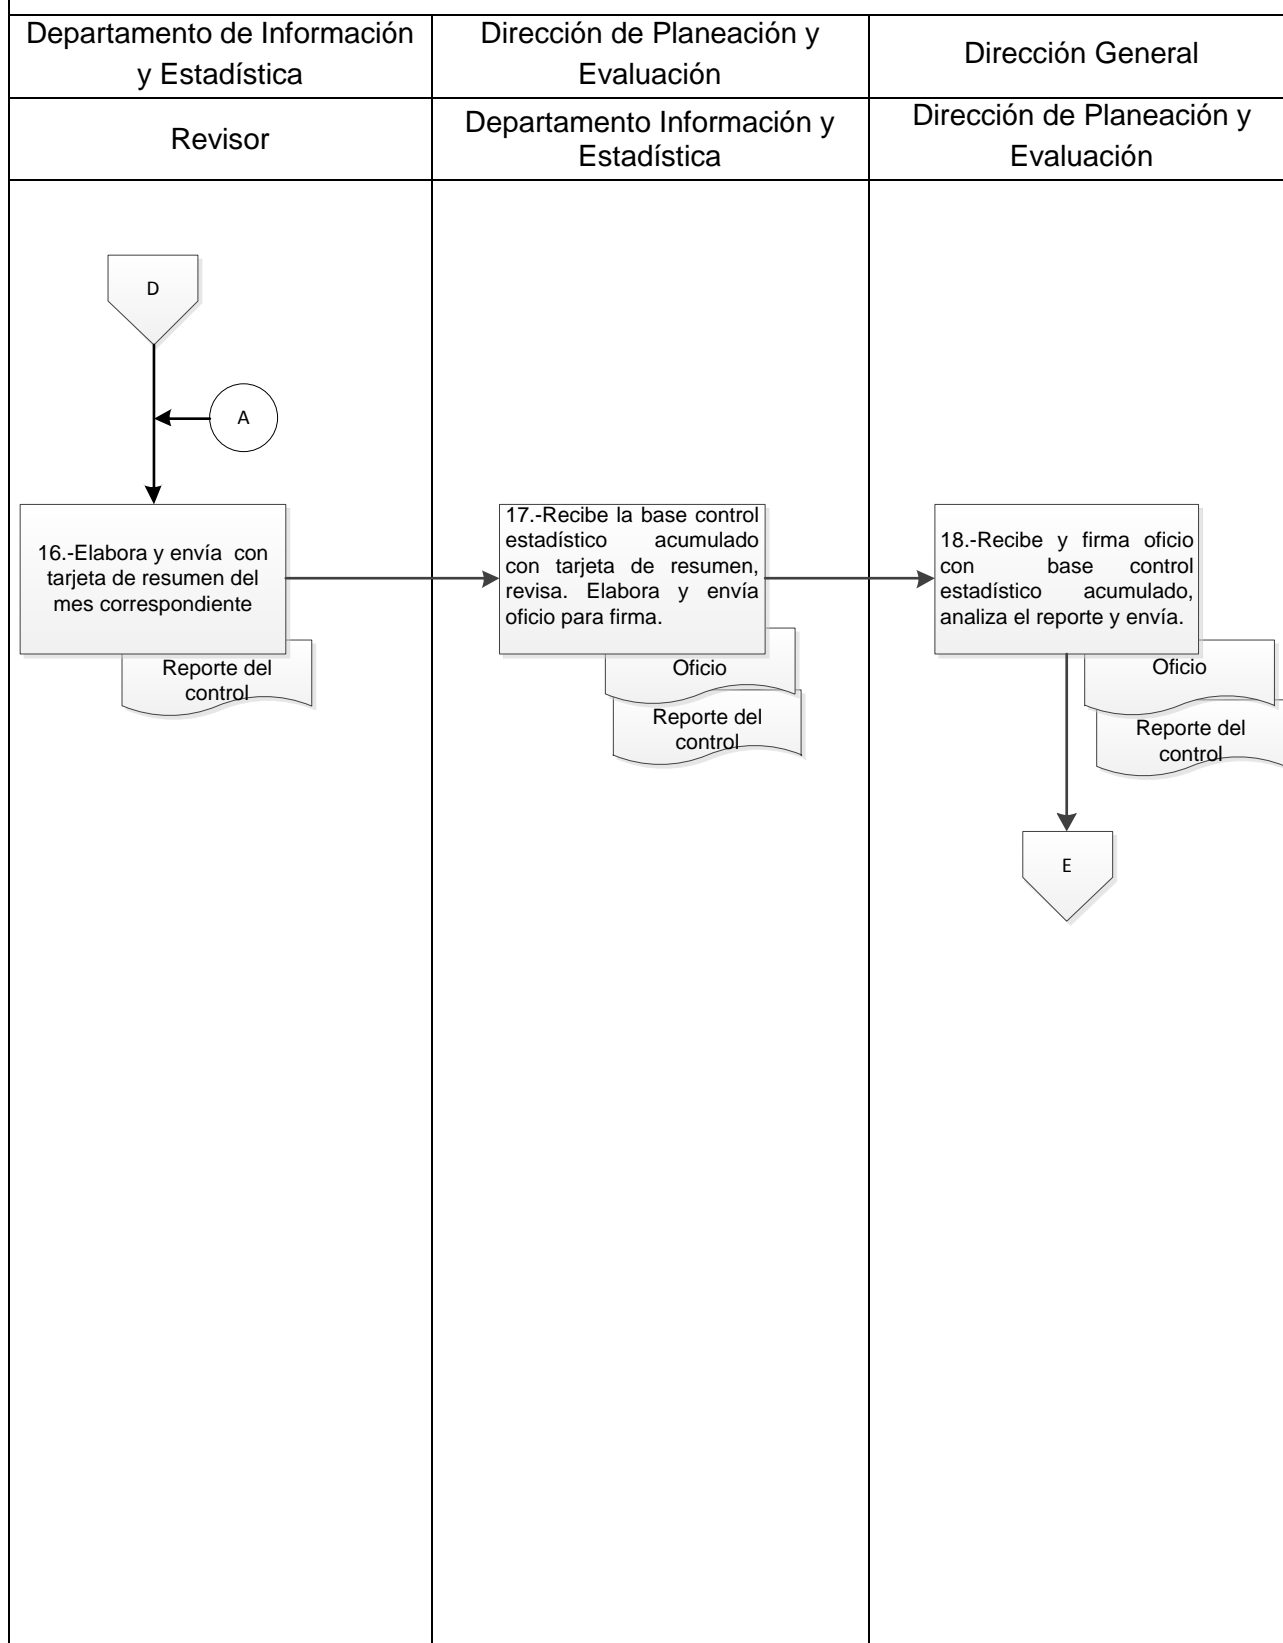 Departamento de Información
y Estadística
Dirección de Planeación y
Evaluación
Dirección General
Revisor
Departamento Información y
Estadística
Dirección de Planeación y
Evaluación
D
A
16.-Elabora y envía con
tarjeta de resumen del
mes correspondiente
Reporte del
control
17.-Recibe la base control
estadístico acumulado
con tarjeta de resumen,
revisa. Elabora y envía
oficio para firma.
Oficio
Reporte del
control
18.-Recibe y firma oficio
con base control
estadístico acumulado,
analiza el reporte y envía.
Oficio
Reporte del
control
E